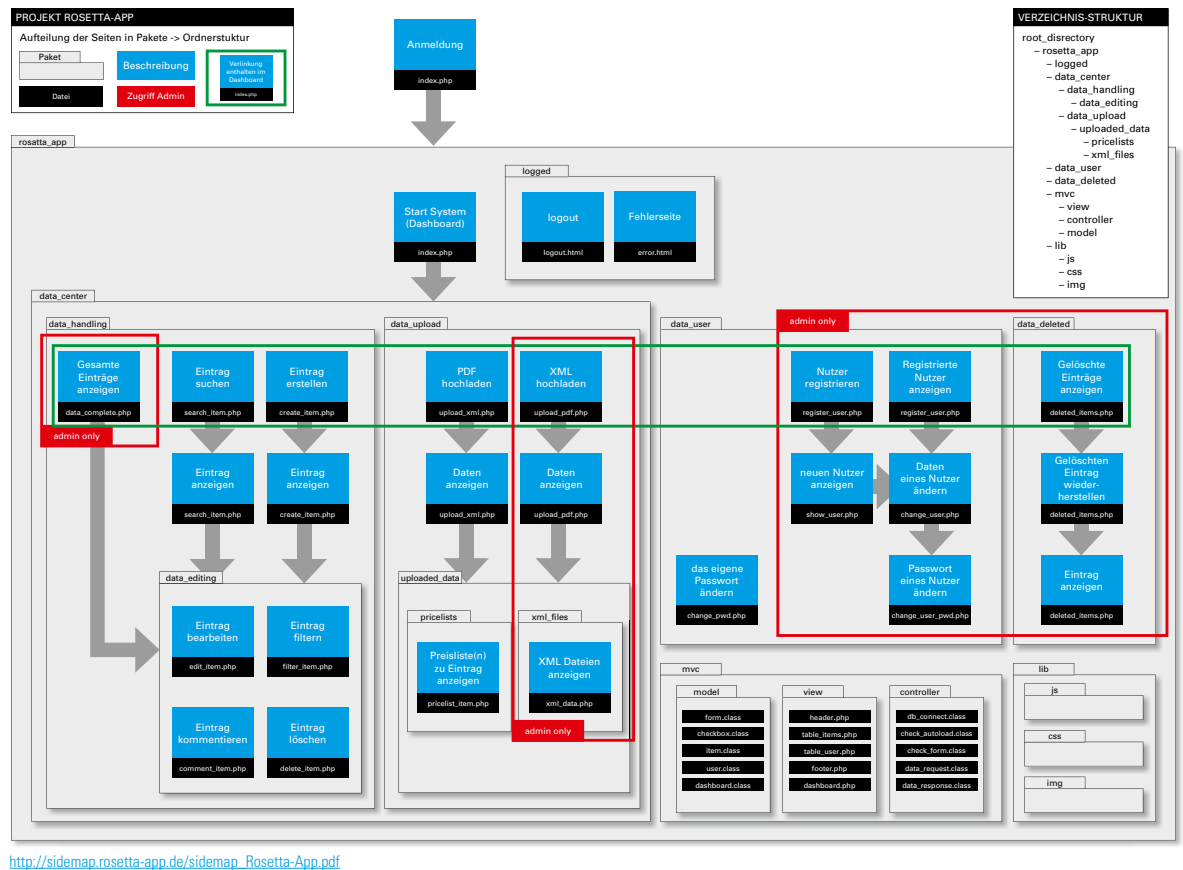 PROJEKT ROSETTA-APP
Aufteilung der Seiten in Pakete -> Ordnerstuktur
Paket
Datei
Beschreibung
Zugriff Admin
Verlinkung
enthalten im
Dashboard
index.php
Anmeldung
index.php
VERZEICHNIS-STRUKTUR
root_disrectory
– rosetta_app
– logged
– data_center
– data_handling
– data_editing
– data_upload
– uploaded_data
– pricelists
– xml_files
– data_user
– data_deleted
– mvc
– view
– controller
– model
– lib
– js
– css
– img
rosatta_app
Start System
(Dashboard)
index.php
logged
logout
logout.html
Fehlerseite
error.html
data_center
data_handling
Gesamte
Einträge
anzeigen
data_complete.php
admin only
Eintrag
suchen
search_item.php
Eintrag
erstellen
create_item.php
Eintrag
anzeigen
search_item.php
Eintrag
anzeigen
create_item.php
data_editing
Eintrag
bearbeiten
edit_item.php
Eintrag
filtern
filter_item.php
Eintrag
kommentieren
comment_item.php
Eintrag
löschen
delete_item.php
data_upload
PDF
hochladen
upload_xml.php
XML
hochladen
upload_pdf.php
Daten
anzeigen
upload_xml.php
Daten
anzeigen
upload_pdf.php
uploaded_data
pricelists
Preisliste(n)
zu Eintrag
anzeigen
pricelist_item.php
xml_files
XML Dateien
anzeigen
xml_data.php
admin only
data_user
admin only
Nutzer
registrieren
register_user.php
Registrierte
Nutzer
anzeigen
register_user.php
neuen Nutzer
anzeigen
show_user.php
Daten
eines Nutzer
ändern
change_user.php
das eigene
Passwort
ändern
change_pwd.php
Passwort
eines Nutzer
ändern
change_user_pwd.php
data_deleted
Gelöschte
Einträge
anzeigen
deleted_items.php
Gelöschten
Eintrag
wieder-
herstellen
deleted_items.php
Eintrag
anzeigen
deleted_items.php
mvc
model
form.class
checkbox.class
item.class
user.class
dashboard.class
view
header.php
table_items.php
table_user.php
footer.php
dashboard.php
controller
db_connect.class
check_autoload.class
check_form.class
data_request.class
data_response.class
lib
js
css
img
http://sidemap.rosetta-app.de/sidemap_Rosetta-App.pdf